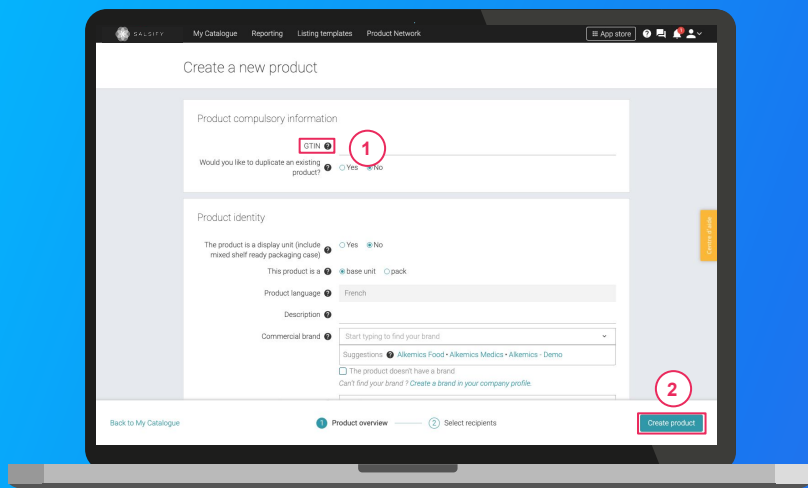 SALSIFY My Catalogue Reporting Listing templates Product Network App store
Create a new product
Product compulsory information
GTIN ?
1
Would you like to duplicate an existing product? ? Yes No
Product identity
The product is a display unit (include mixed shelf ready packaging case) ? Yes No
This product is a ? base unit pack
Product language ? French
Description ?
Commercial brand ? Start typing to find your brand
Suggestions ? Alkemics Food • Alkemics Medics • Alkemics - Demo
The product doesn't have a brand
Can't find your brand ? Create a brand in your company profile.
Centre d'aide
2
Back to My Catalogue 1 Product overview 2 Select recipients Create product